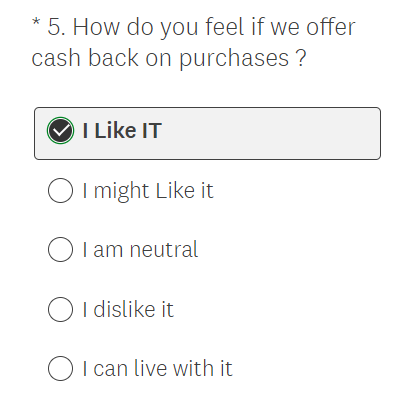 * 5. How do you feel if we offer
cash back on purchases ?
I Like IT
I might Like it
I am neutral
I dislike it
I can live with it